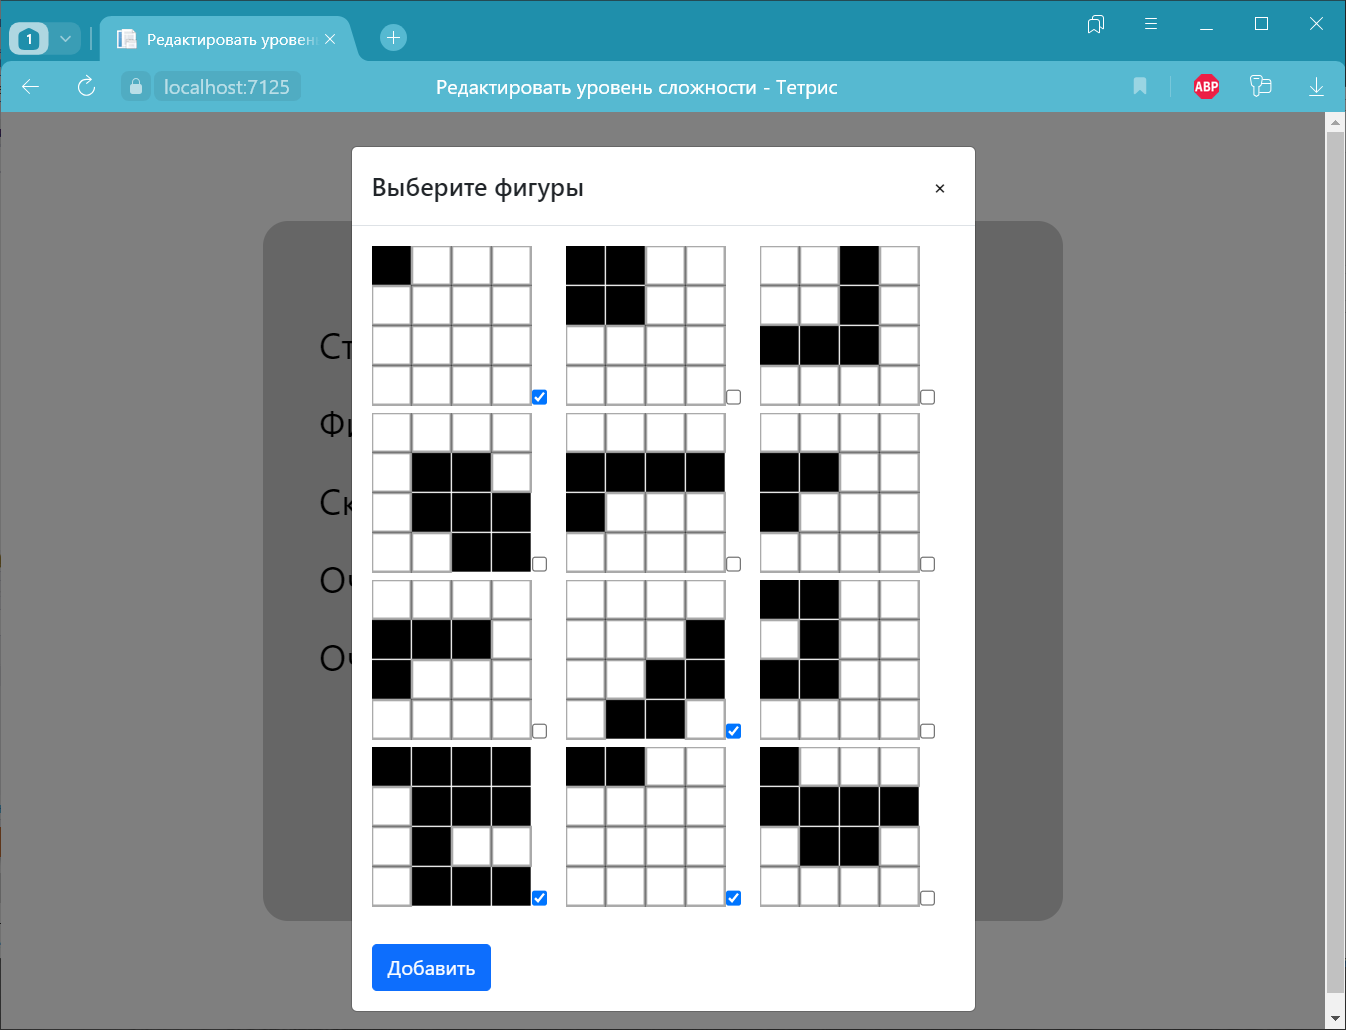 1
Редактировать уровень
localhost:7125
Редактировать уровень сложности - Тетрис
ABP
Выберите фигуры
Ст
Фи
Ск
Оч
Оч
Добавить